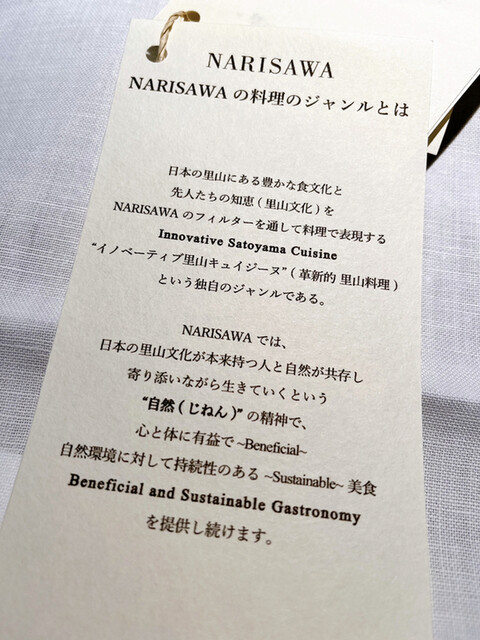 NARISAWA
NARISAWA の料理のジャンルとは
日本の里山にある豊かな食文化と
先人たちの知恵 ( 里山文化 ) を
NARISAWA のフィルターを通して料理で表現する
Innovative Satoyama Cuisine
“イノベーティブ里山キュイジーヌ” ( 革新的 里山料理 )
という独自のジャンルである。
NARISAWA では、
日本の里山文化が本来持つ人と自然が共存し
寄り添いながら生きていくという
“自然 ( じねん )” の精神で、
心と体に有益で ~Beneficial~
自然環境に対して持続性のある ~Sustainable~ 美食
Beneficial and Sustainable Gastronomy
を提供し続けます。